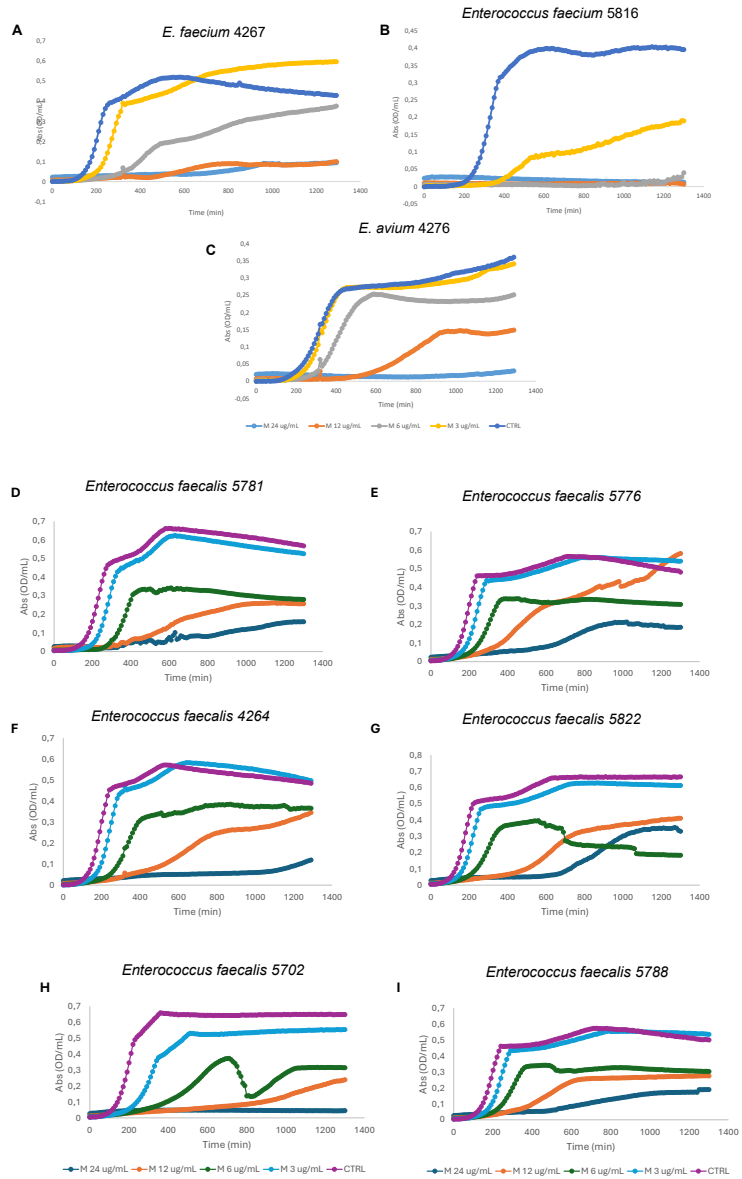 A
E. faecium 4267
0,7
0,6
0,5
0,4
0,3
0,2
0,1
0
-0,1
Abs (OD/mL)
0 200 400 600 800 1000 1200 1400
Time (min)
B
Enterococcus faecium 5816
0,45
0,4
0,35
0,3
0,25
0,2
0,15
0,1
0,05
0
-0,05
Abs (OD/mL)
0 200 400 600 800 1000 1200 1400
Time (min)
C
E. avium 4276
0,4
0,35
0,3
0,25
0,2
0,15
0,1
0,05
0
-0,05
Abs (OD/mL)
0 200 400 600 800 1000 1200 1400
Time (min)
M 24 ug/mL M 12 ug/mL M 6 ug/mL M 3 ug/mL CTRL
D
Enterococcus faecalis 5781
0,7
0,6
0,5
0,4
0,3
0,2
0,1
0
Abs (OD/mL)
0 200 400 600 800 1000 1200 1400
Time (min)
E
Enterococcus faecalis 5776
0,7
0,6
0,5
0,4
0,3
0,2
0,1
0
Abs (OD/mL)
0 200 400 600 800 1000 1200 1400
Time (min)
F
Enterococcus faecalis 4264
0,7
0,6
0,5
0,4
0,3
0,2
0,1
0
Abs (OD/mL)
0 200 400 600 800 1000 1200 1400
Time (min)
G
Enterococcus faecalis 5822
0,8
0,7
0,6
0,5
0,4
0,3
0,2
0,1
0
Abs (OD/mL)
0 200 400 600 800 1000 1200 1400
Time (min)
H
Enterococcus faecalis 5702
0,7
0,6
0,5
0,4
0,3
0,2
0,1
0
Abs (OD/mL)
0 200 400 600 800 1000 1200 1400
Time (min)
M 24 ug/mL M 12 ug/mL M 6 ug/mL M 3 ug/mL CTRL
I
Enterococcus faecalis 5788
0,7
0,6
0,5
0,4
0,3
0,2
0,1
0
Abs (OD/mL)
0 200 400 600 800 1000 1200 1400
Time (min)
M 24 ug/mL M 12 ug/mL M 6 ug/mL M 3 ug/mL CTRL